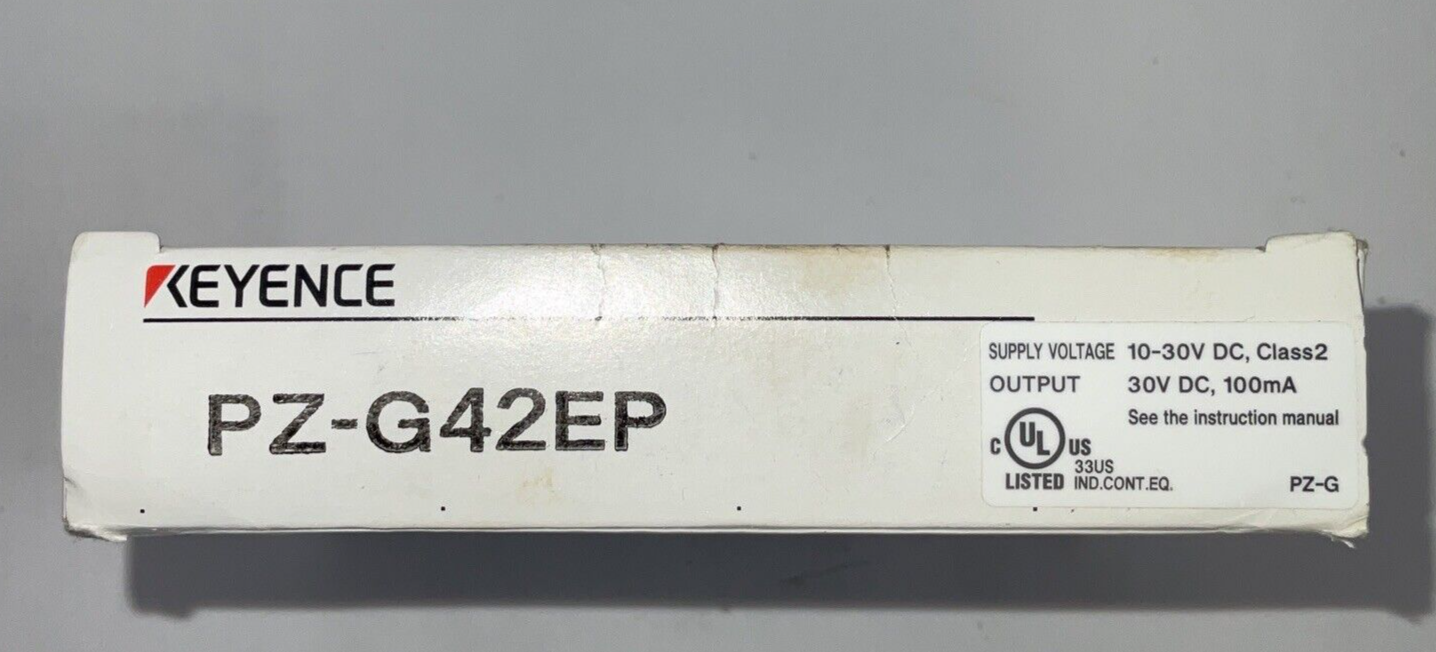 KEYENCE
PZ-G42EP
SUPPLY VOLTAGE 10-30V DC, Class2
OUTPUT 30V DC, 100mA
See the instruction manual
C UL US
33US
LISTED IND.CONT.EQ.
PZ-G